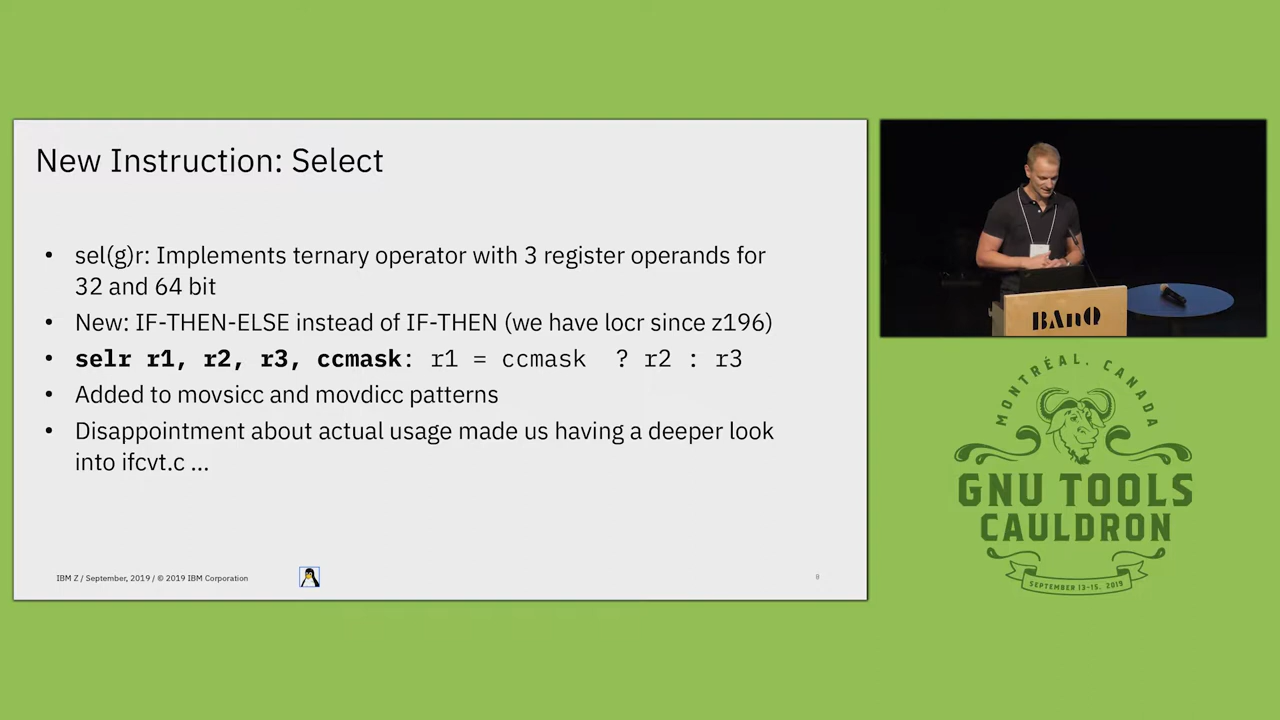 New Instruction: Select
• sel(g)r: Implements ternary operator with 3 register operands for
32 and 64 bit
• New: IF-THEN-ELSE instead of IF-THEN (we have locr since z196)
• selr r1, r2, r3, ccmask: r1 = ccmask ? r2 : r3
• Added to movsicc and movdicc patterns
• Disappointment about actual usage made us having a deeper look
into ifcvt.c ...
IBM Z / September, 2019 / © 2019 IBM Corporation
8
BAnQ
MONTRÉAL, CANADA
GNU TOOLS
CAULDRON
SEPTEMBER 13-15, 2019